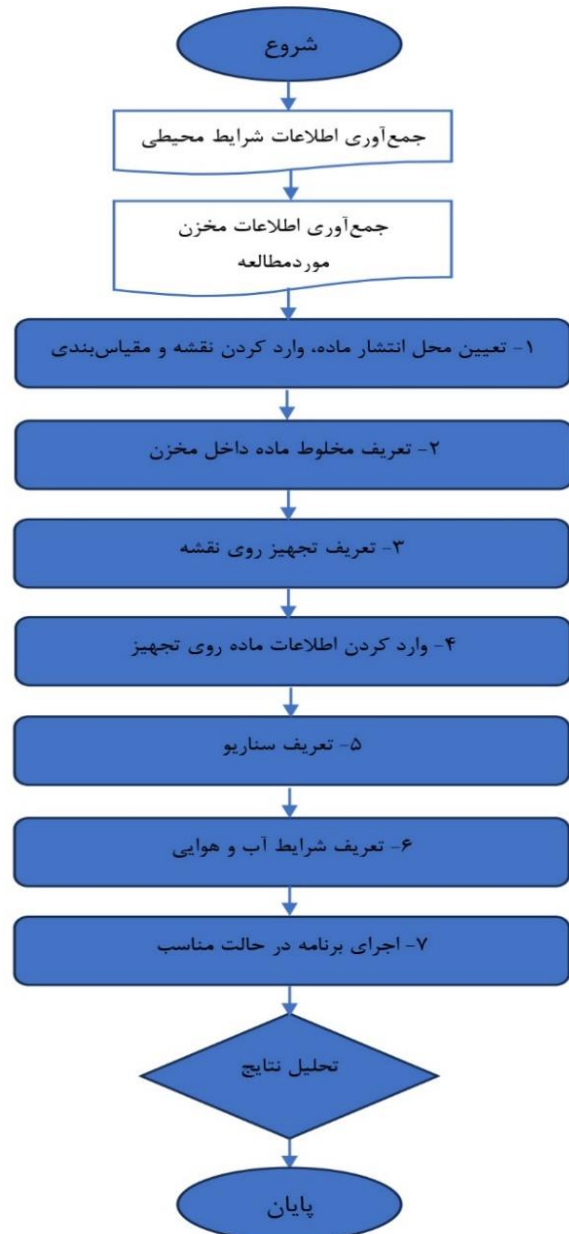 شروع
جمع‌آوری اطلاعات شرایط محیطی
جمع‌آوری اطلاعات مخزن
موردمطالعه
۱- تعیین محل انتشار ماده، وارد کردن نقشه و مقیاس‌بندی
۲- تعریف مخلوط ماده داخل مخزن
۳- تعریف تجهیز روی نقشه
۴- وارد کردن اطلاعات ماده روی تجهیز
۵- تعریف سناریو
۶- تعریف شرایط آب و هوایی
۷- اجرای برنامه در حالت مناسب
تحلیل نتایج
پایان